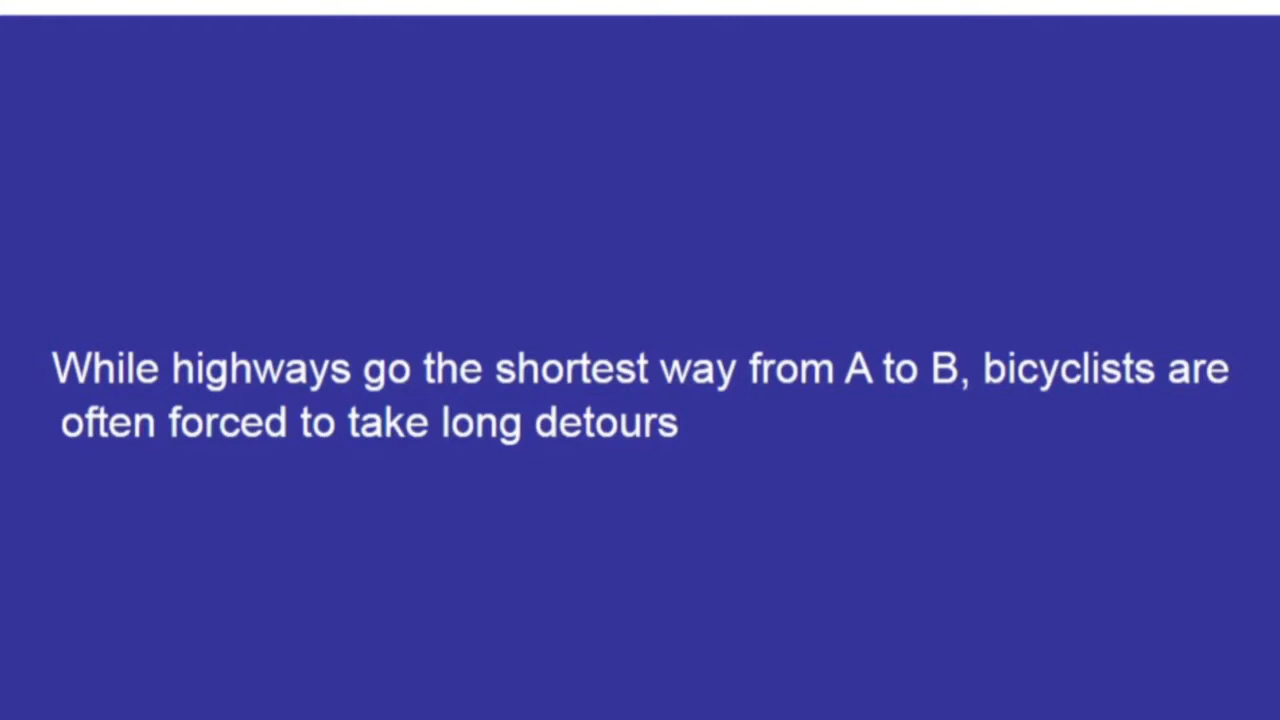 While highways go the shortest way from A to B, bicyclists are
often forced to take long detours